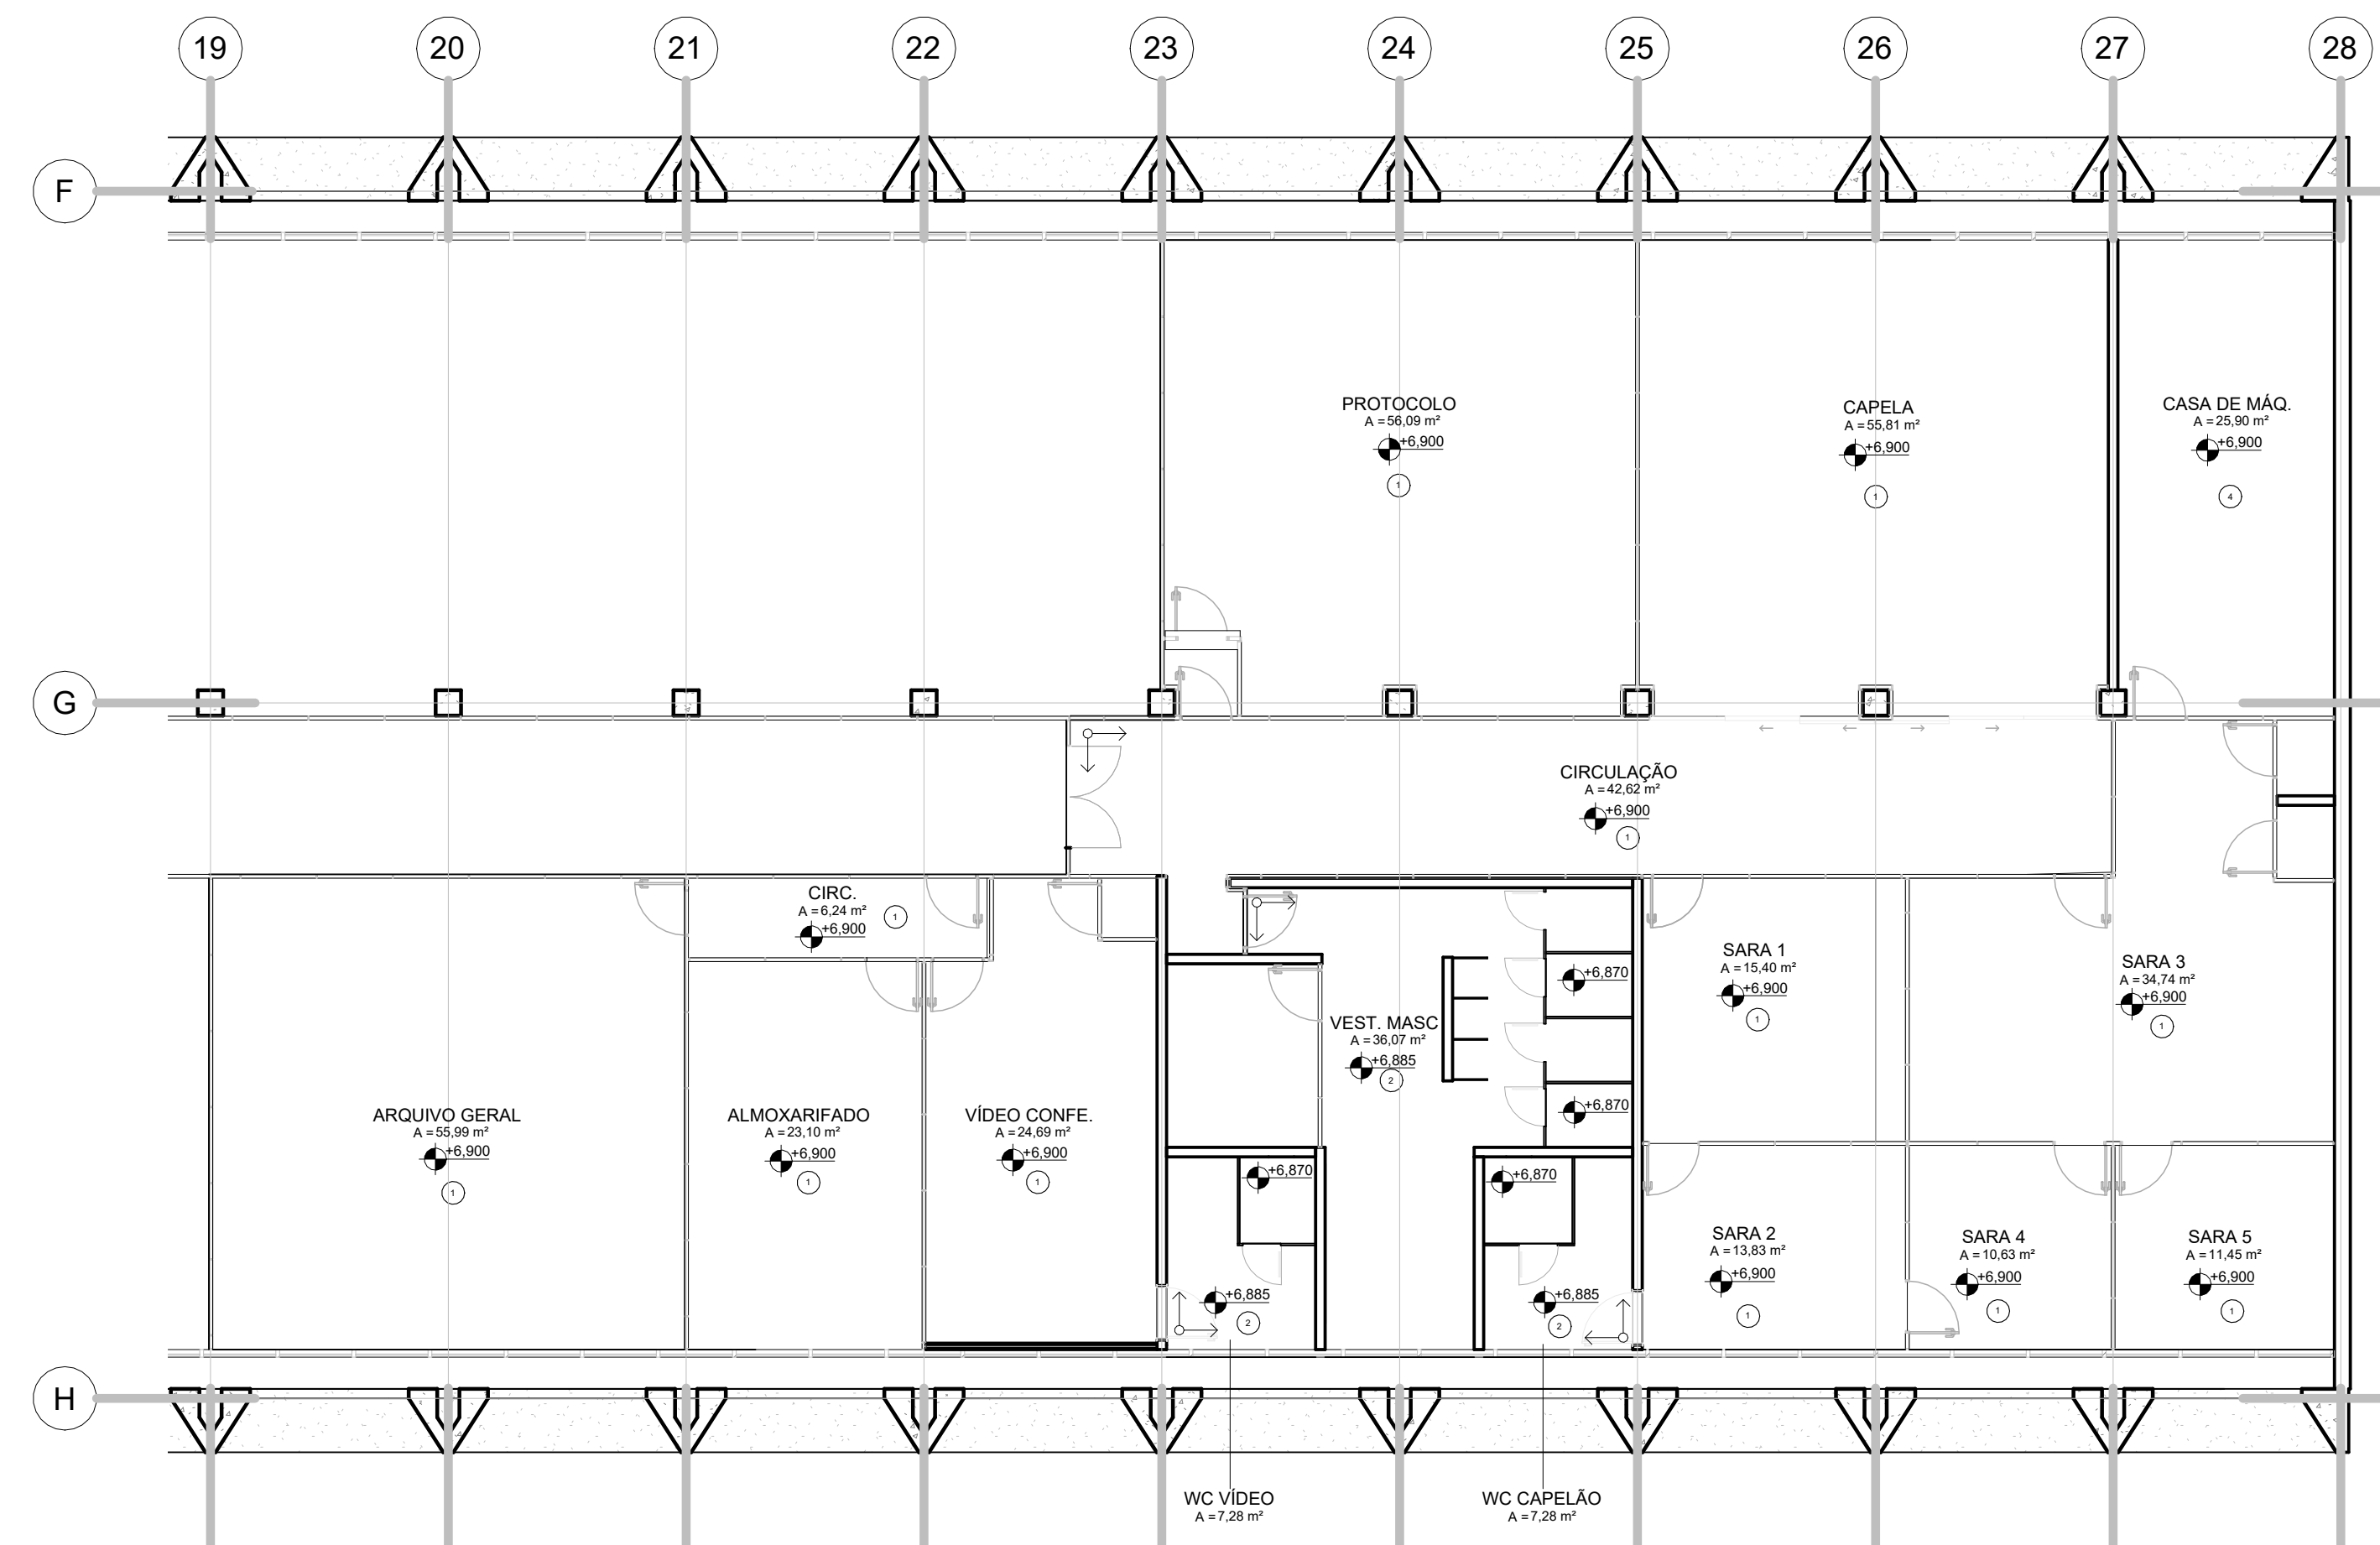 19 20 21 22 23 24 25 26 27 28
F
PROTOCOLO
A = 56,09 m²
+6,900
1
CAPELA
A = 55,81 m²
+6,900
1
CASA DE MÁQ.
A = 25,90 m²
+6,900
4
G
CIRCULAÇÃO
A = 42,62 m²
+6,900
1
CIRC.
A = 6,24 m²
+6,900
1
+6,870
SARA 1
A = 15,40 m²
+6,900
1
SARA 3
A = 34,74 m²
+6,900
1
VEST. MASC
A = 36,07 m²
+6,885
2
+6,870
ARQUIVO GERAL
A = 55,99 m²
+6,900
1
ALMOXARIFADO
A = 23,10 m²
+6,900
1
VÍDEO CONFE.
A = 24,69 m²
+6,900
1
+6,870
+6,870
SARA 2
A = 13,83 m²
+6,900
1
SARA 4
A = 10,63 m²
+6,900
1
SARA 5
A = 11,45 m²
+6,900
1
+6,885
2
+6,885
2
H
WC VÍDEO
A = 7,28 m²
WC CAPELÃO
A = 7,28 m²